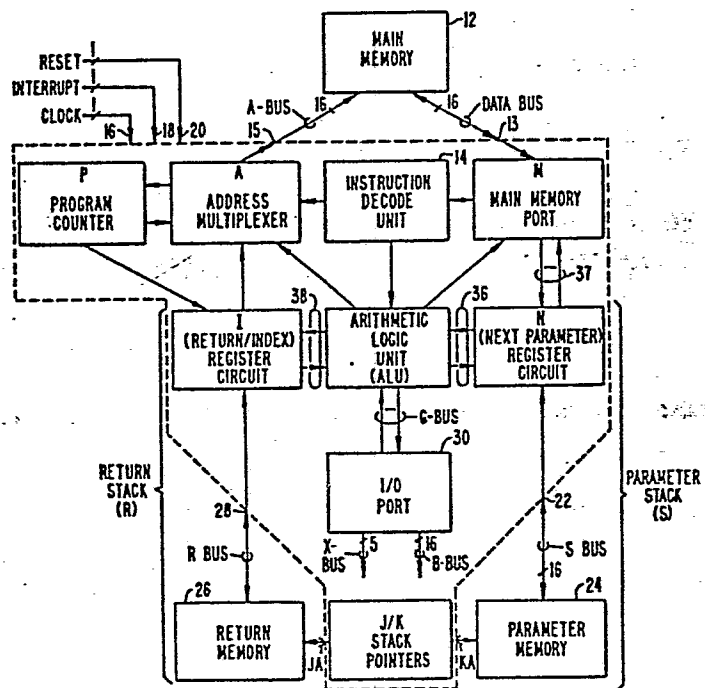 12
MAIN
MEMORY
RESET
INTERRUPT
CLOCK
16
18
20
A-BUS
16
15
16
DATA BUS
13
P
PROGRAM
COUNTER
A
ADDRESS
MULTIPLEXER
14
INSTRUCTION
DECODE
UNIT
M
MAIN MEMORY
PORT
37
38
36
I
(RETURN/INDEX)
REGISTER
CIRCUIT
ARITHMETIC
LOGIC
UNIT
(ALU)
N
(NEXT PARAMETER)
REGISTER
CIRCUIT
G-BUS
30
I/O
PORT
RETURN
STACK
(R)
PARAMETER
STACK
(S)
28
22
R BUS
X-
BUS
5
16
B-BUS
S BUS
16
26
RETURN
MEMORY
JA
J/K
STACK
POINTERS
KA
24
PARAMETER
MEMORY